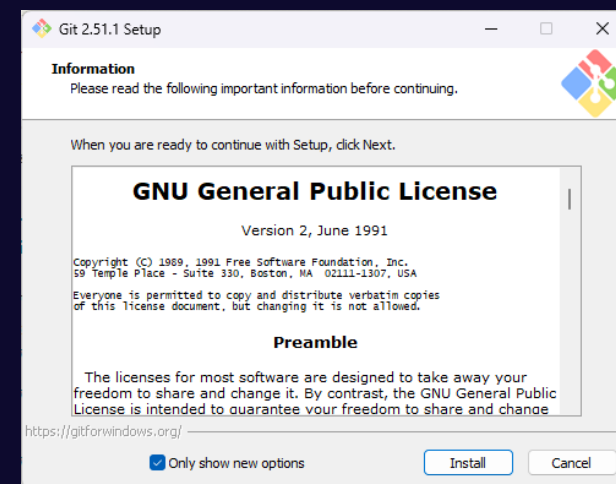 Git 2.51.1 Setup
Information
Please read the following important information before continuing.
When you are ready to continue with Setup, click Next.
GNU General Public License
Version 2, June 1991
Copyright (C) 1989, 1991 Free Software Foundation, Inc.
59 Temple Place - Suite 330, Boston, MA  02111-1307, USA
Everyone is permitted to copy and distribute verbatim copies
of this license document, but changing it is not allowed.
Preamble
The licenses for most software are designed to take away your
freedom to share and change it. By contrast, the GNU General Public
License is intended to guarantee your freedom to share and change
https://gitforwindows.org/
Only show new options
Install
Cancel